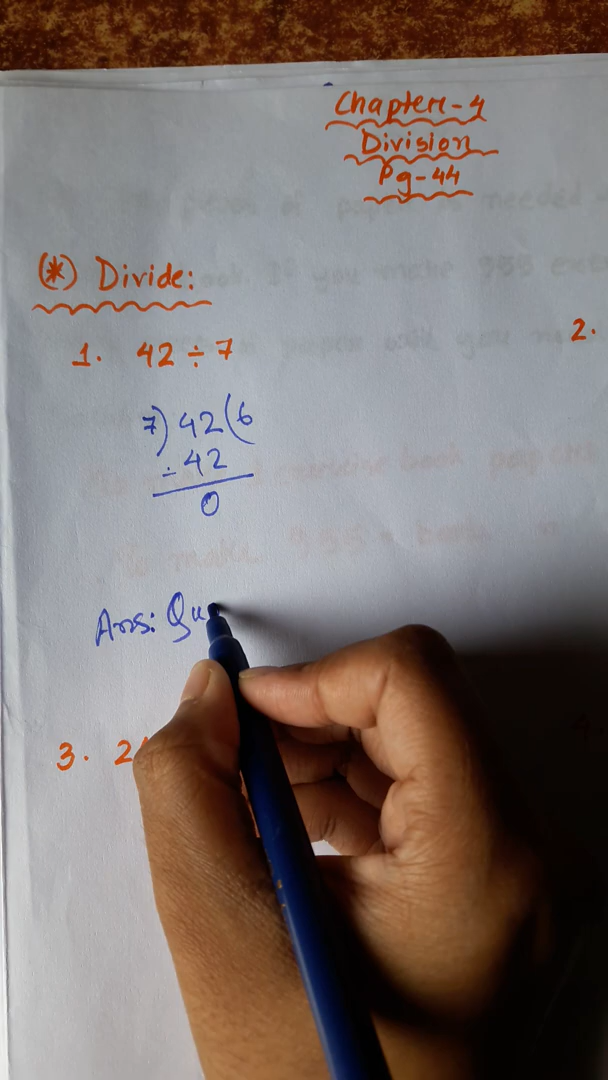 Chapter-4
Division
Pg-44
(*) Divide:
1. 42 ÷ 7
2.
7) 42 (6
- 42
0
Ans: Qu
3. 2